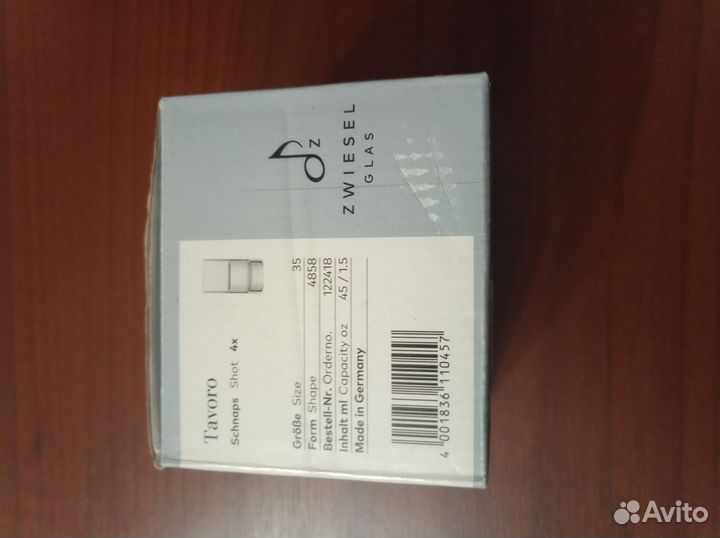 Z
ZWIESEL
GLAS
Tavoro
Schnaps Shot 4x
Größe Size 35
Form Shape 4858
Bestell-Nr. Orderno. 122418
Inhalt ml Capacity oz 45 / 1.5
Made in Germany
4 001836 110457
Avito